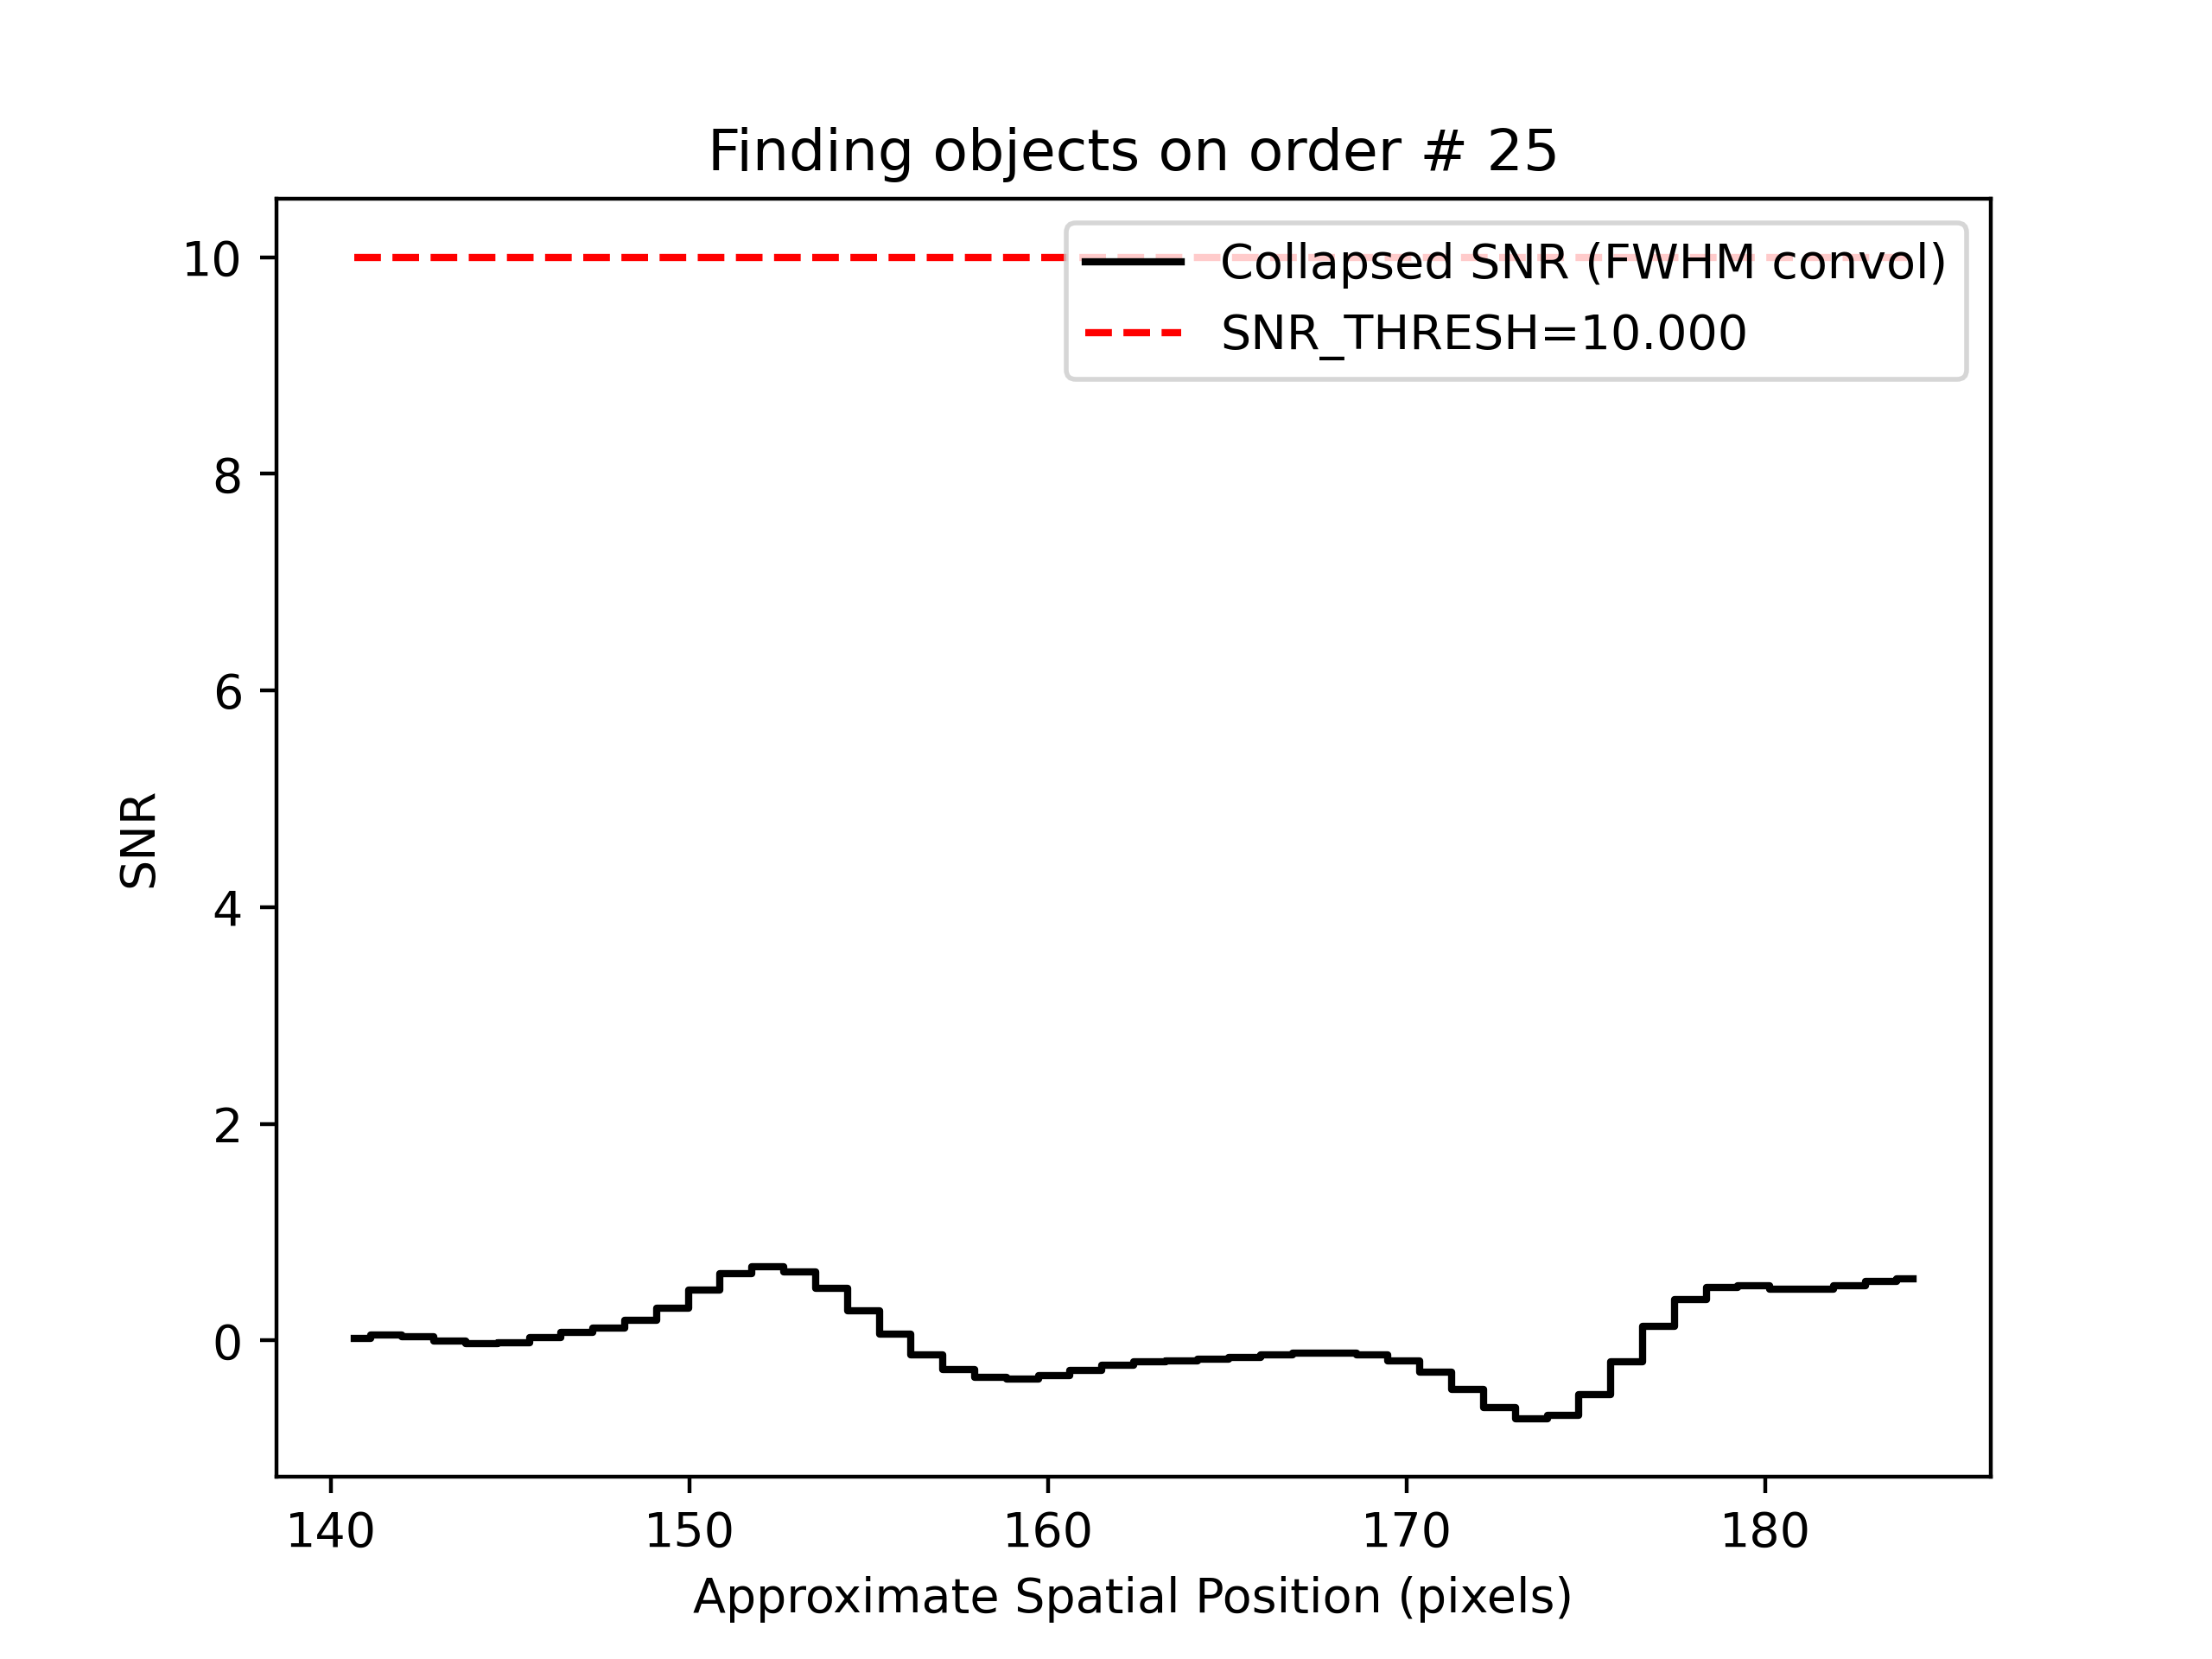 Finding objects on order # 25
Collapsed SNR (FWHM convol)
SNR_THRESH=10.000
10
8
6
4
2
0
SNR
140 150 160 170 180
Approximate Spatial Position (pixels)